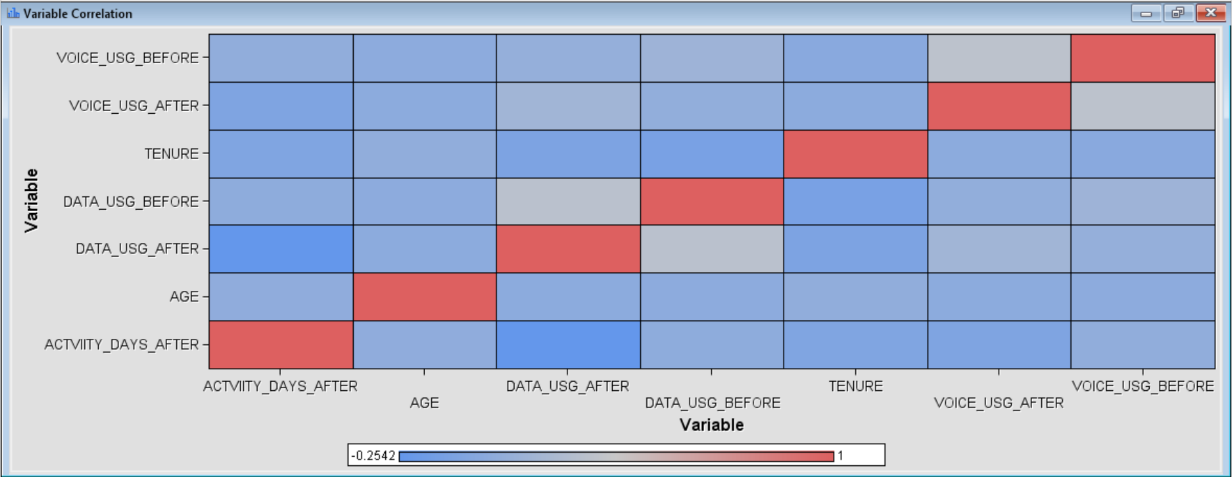 Variable Correlation
VOICE_USG_BEFORE
VOICE_USG_AFTER
TENURE
DATA_USG_BEFORE
DATA_USG_AFTER
AGE
ACTVIITY_DAYS_AFTER
Variable
ACTVIITY_DAYS_AFTER
AGE
DATA_USG_AFTER
DATA_USG_BEFORE
TENURE
VOICE_USG_AFTER
VOICE_USG_BEFORE
Variable
-0.2542 1